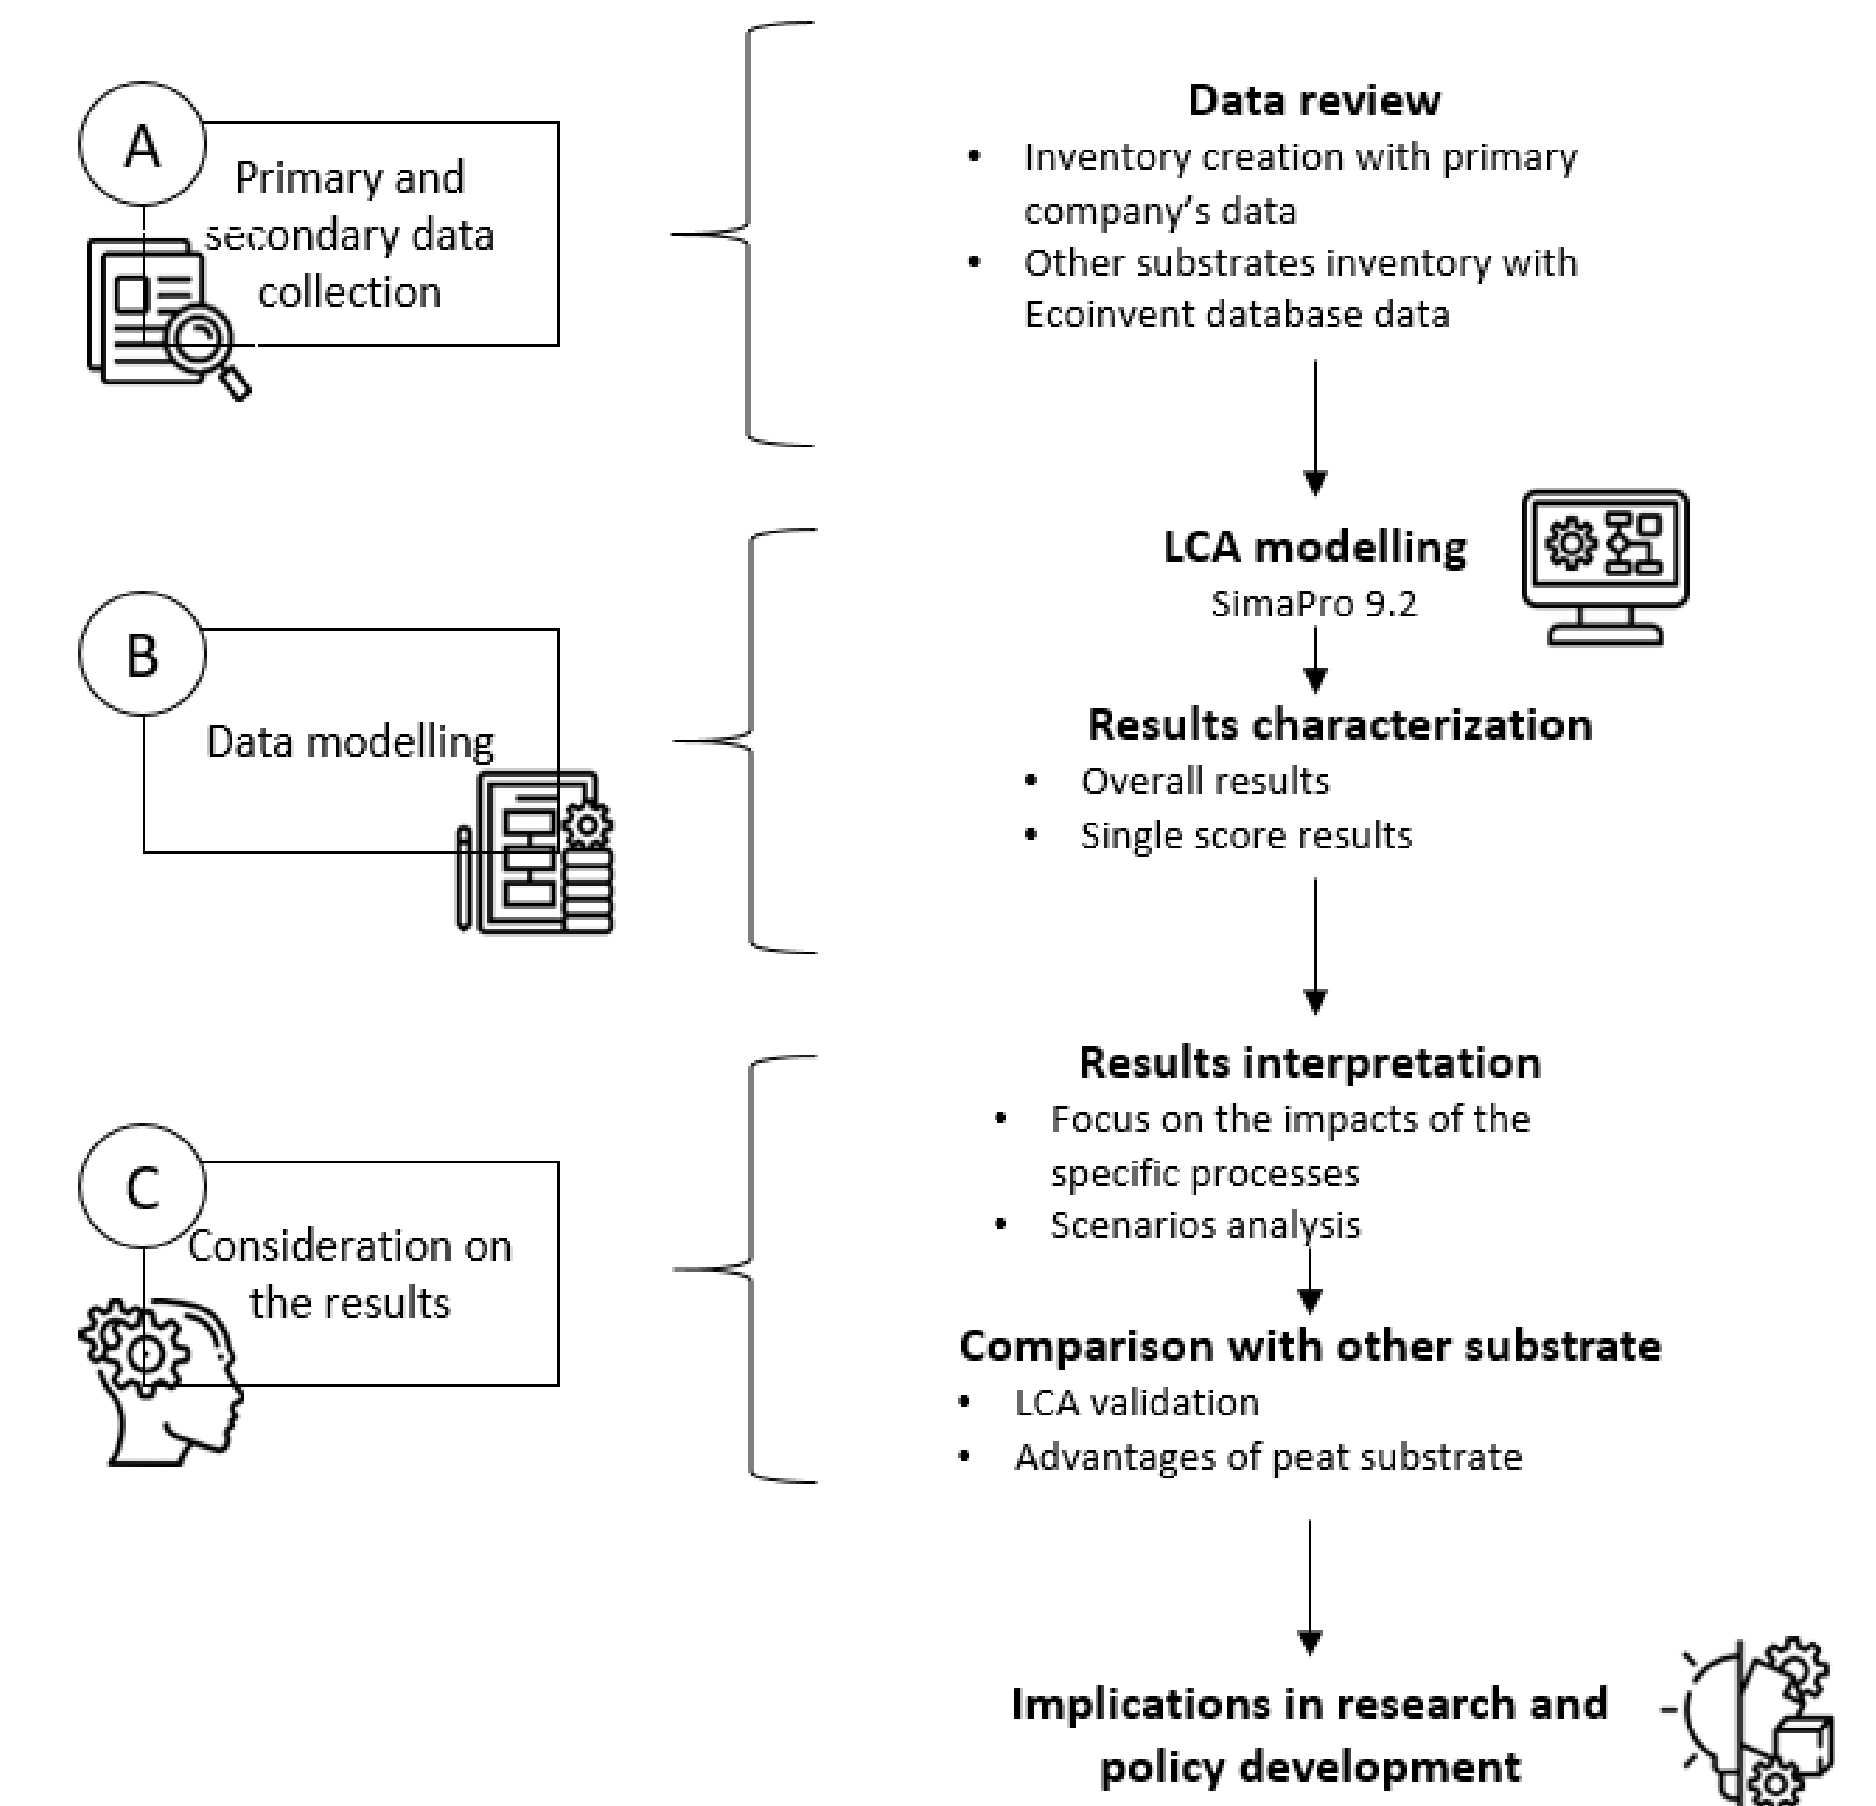 A
Primary and
secondary data
collection
Data review
• Inventory creation with primary
company's data
• Other substrates inventory with
Ecoinvent database data
B
Data modelling
LCA modelling
SimaPro 9.2
Results characterization
• Overall results
• Single score results
C
Consideration on
the results
Results interpretation
• Focus on the impacts of the
specific processes
• Scenarios analysis
Comparison with other substrate
• LCA validation
• Advantages of peat substrate
Implications in research and
policy development